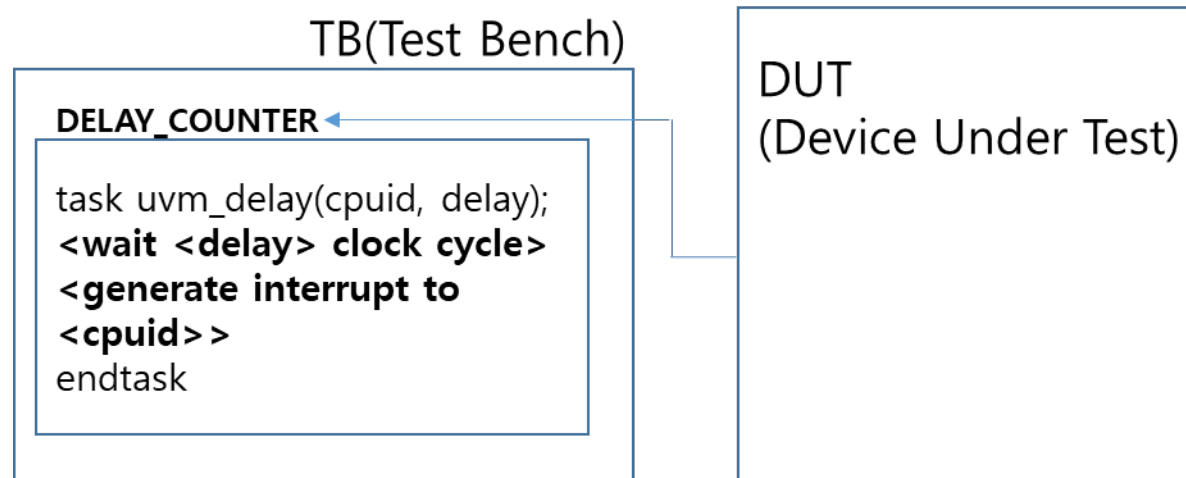 TB(Test Bench)
DELAY_COUNTER
task uvm_delay(cpuid, delay);
<wait <delay> clock cycle>
<generate interrupt to
<cpuid>>
endtask
DUT
(Device Under Test)